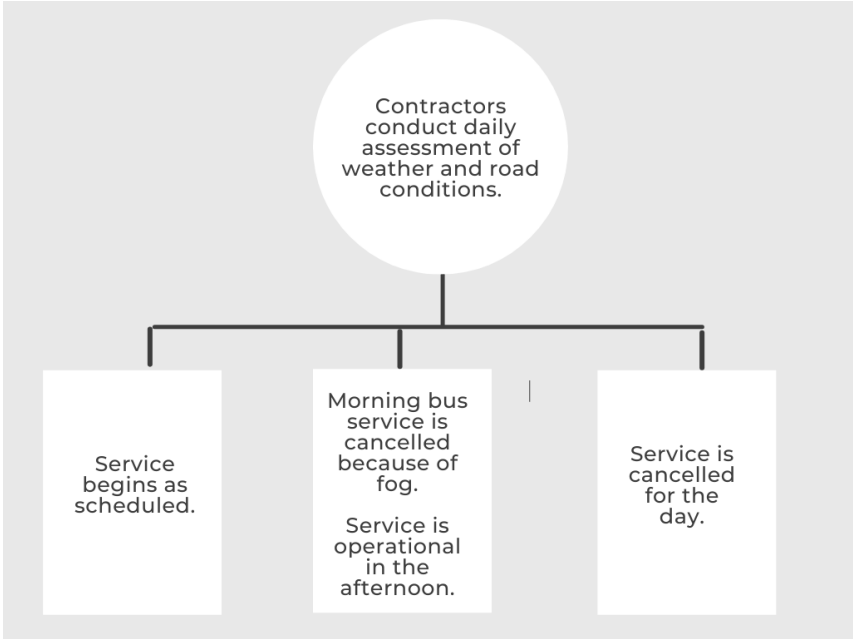 Contractors
conduct daily
assessment of
weather and road
conditions.
Service
begins as
scheduled.
Morning bus
service is
cancelled
because of
fog.
Service is
operational
in the
afternoon.
Service is
cancelled
for the
day.